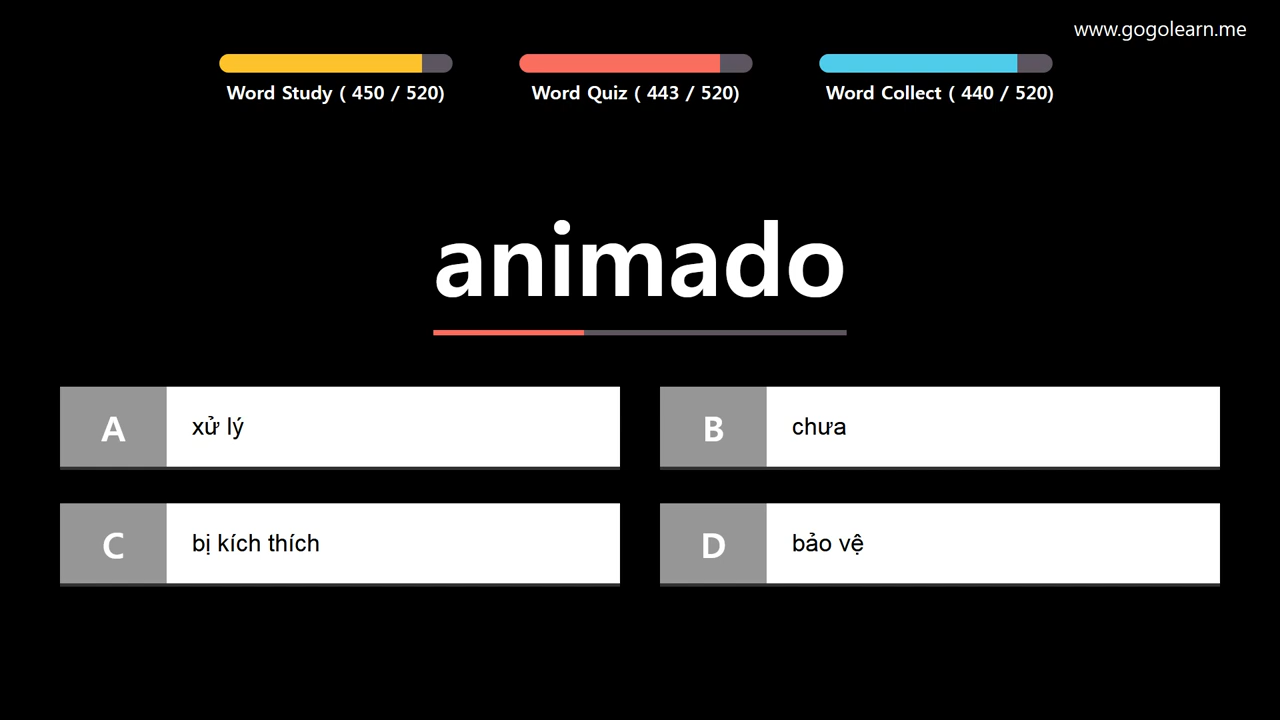 www.gogolearn.me
Word Study ( 450 / 520)
Word Quiz ( 443 / 520)
Word Collect ( 440 / 520)
animado
A xử lý
B chưa
C bị kích thích
D bảo vệ